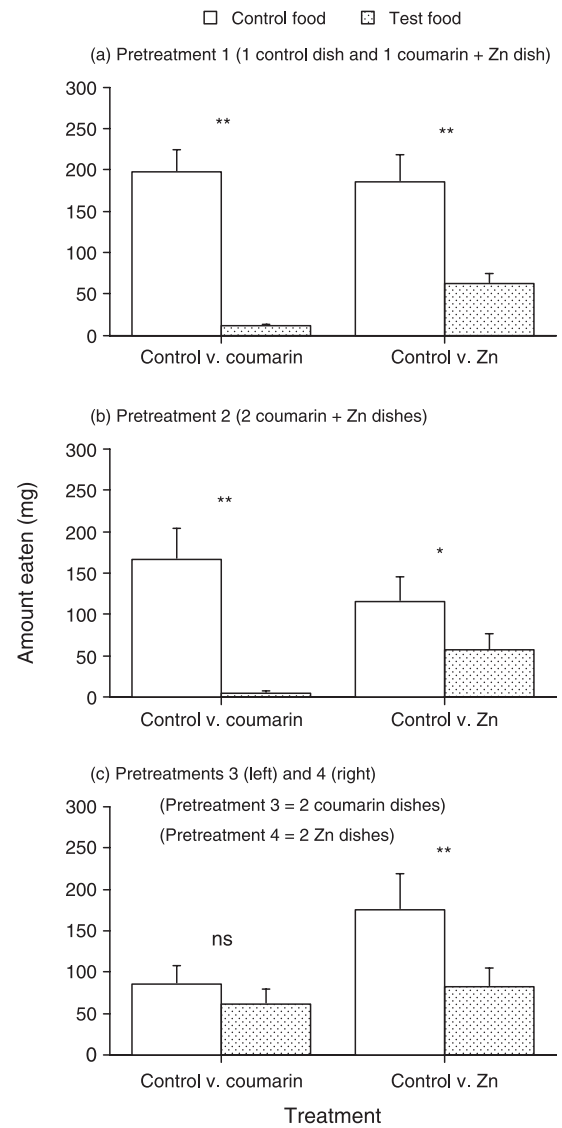 Control food Test food
(a) Pretreatment 1 (1 control dish and 1 coumarin + Zn dish)
300
250
200
150
100
50
0
**
**
Control v. coumarin Control v. Zn
(b) Pretreatment 2 (2 coumarin + Zn dishes)
300
250
200
150
100
50
0
**
*
Control v. coumarin Control v. Zn
Amount eaten (mg)
(c) Pretreatments 3 (left) and 4 (right)
(Pretreatment 3 = 2 coumarin dishes)
(Pretreatment 4 = 2 Zn dishes)
300
250
200
150
100
50
0
ns
**
Control v. coumarin Control v. Zn
Treatment